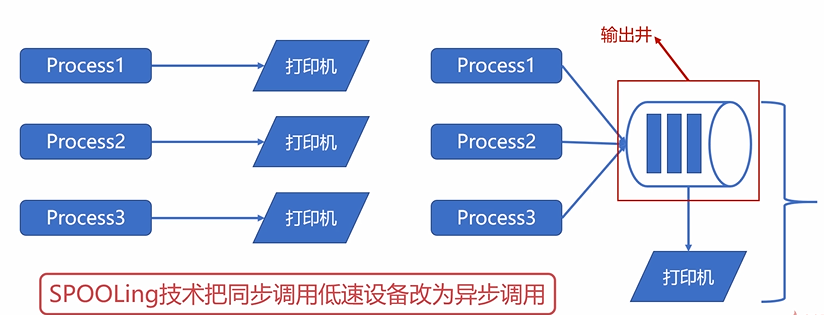 输出井
Process1
打印机
Process1
Process2
打印机
Process2
Process3
打印机
Process3
打印机
SPOOLing技术把同步调用低速设备改为异步调用